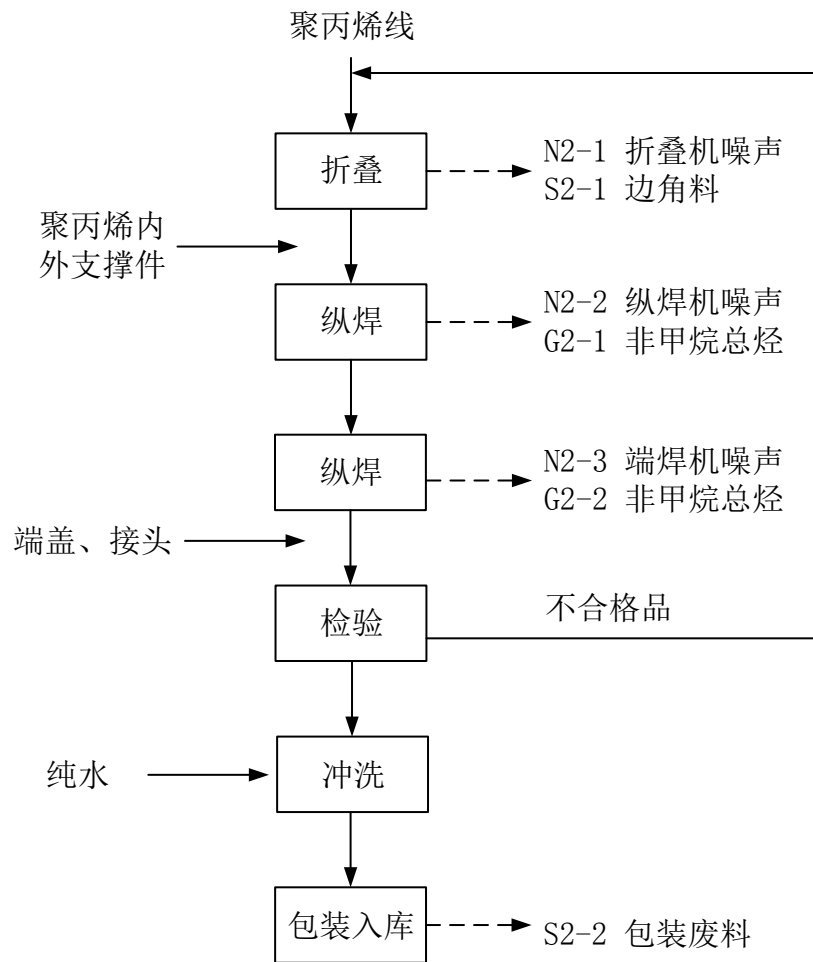 聚丙烯线
折叠
N2-1 折叠机噪声
S2-1 边角料
聚丙烯内
外支撑件
纵焊
N2-2 纵焊机噪声
G2-1 非甲烷总烃
纵焊
N2-3 端焊机噪声
G2-2 非甲烷总烃
端盖、接头
检验
不合格品
纯水
冲洗
包装入库
S2-2 包装废料